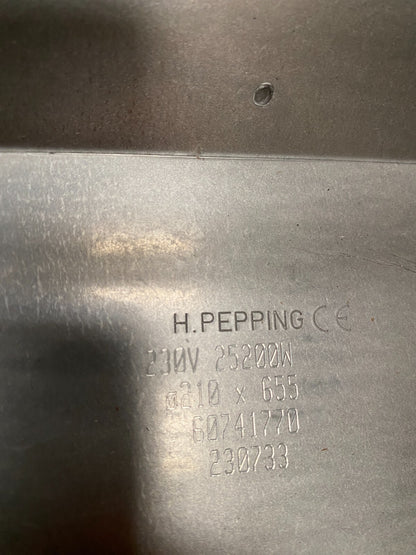 H.PEPPING CE
230V 25200W
ø210 x 655
60741770
230733